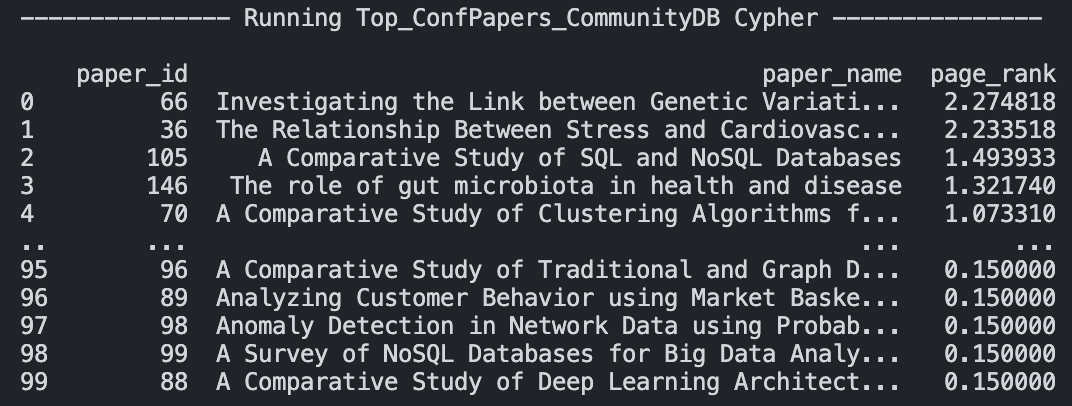 --------------- Running Top_ConfPapers_CommunityDB Cypher ---------------
paper_id paper_name page_rank
0 66 Investigating the Link between Genetic Variati... 2.274818
1 36 The Relationship Between Stress and Cardiovasc... 2.233518
2 105 A Comparative Study of SQL and NoSQL Databases 1.493933
3 146 The role of gut microbiota in health and disease 1.321740
4 70 A Comparative Study of Clustering Algorithms f... 1.073310
.. ... ... ...
95 96 A Comparative Study of Traditional and Graph D... 0.150000
96 89 Analyzing Customer Behavior using Market Baske... 0.150000
97 98 Anomaly Detection in Network Data using Probab... 0.150000
98 99 A Survey of NoSQL Databases for Big Data Analy... 0.150000
99 88 A Comparative Study of Deep Learning Architect... 0.150000